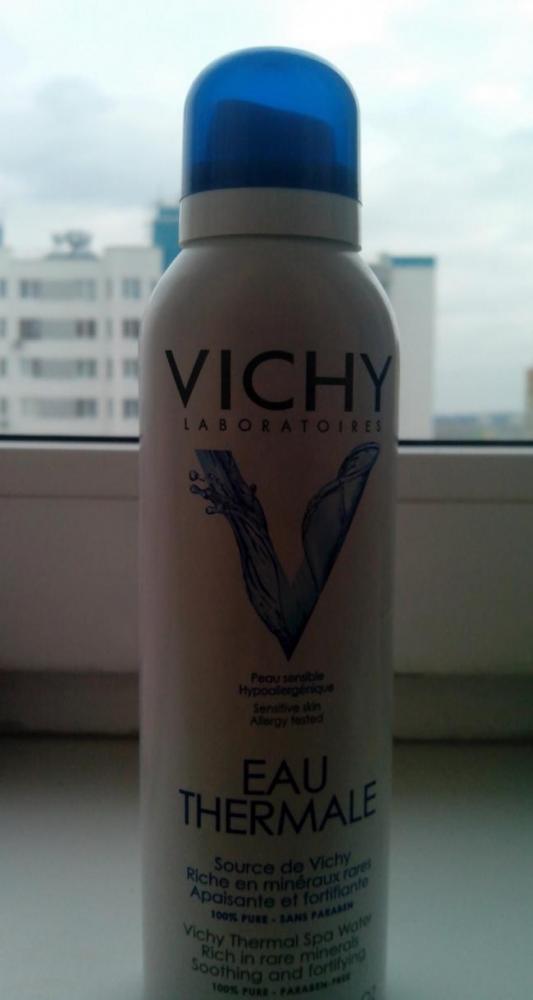 VICHY
LABORATOIRES
Peau sensible
Hypoallergénique
Sensitive skin
Allergy tested
EAU
THERMALE
Source de Vichy
Riche en minéraux rares
Apaisante et fortifiante
100% PURE - SANS PARABEN
Vichy Thermal Spa Water
Rich in rare minerals
Soothing and fortifying
100% PURE - PARABEN-FREE